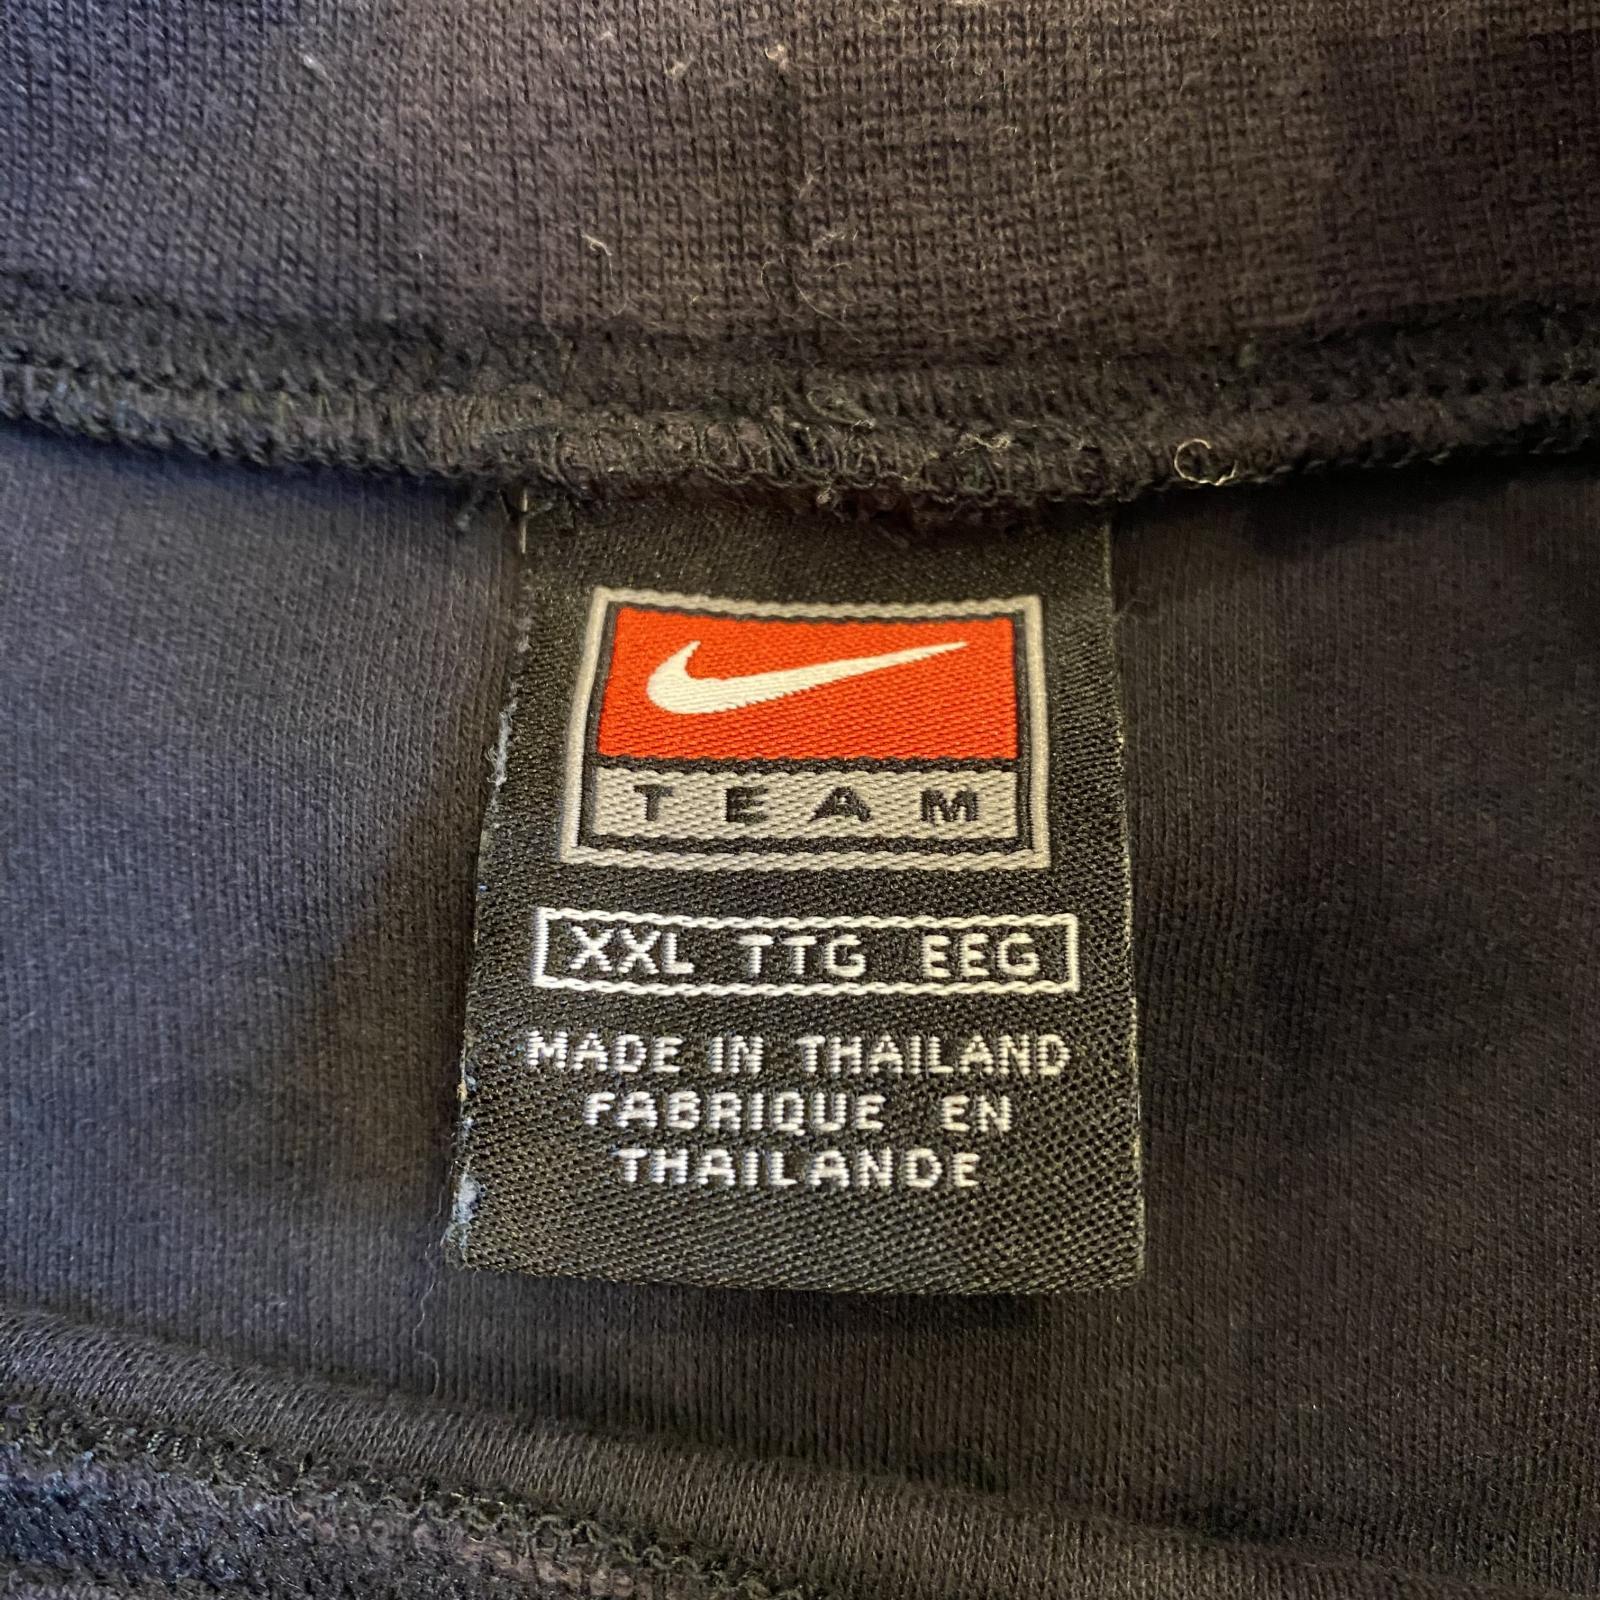 TEAM
XXL TTG EEG
MADE IN THAILAND
FABRIQUE EN
THAILANDE